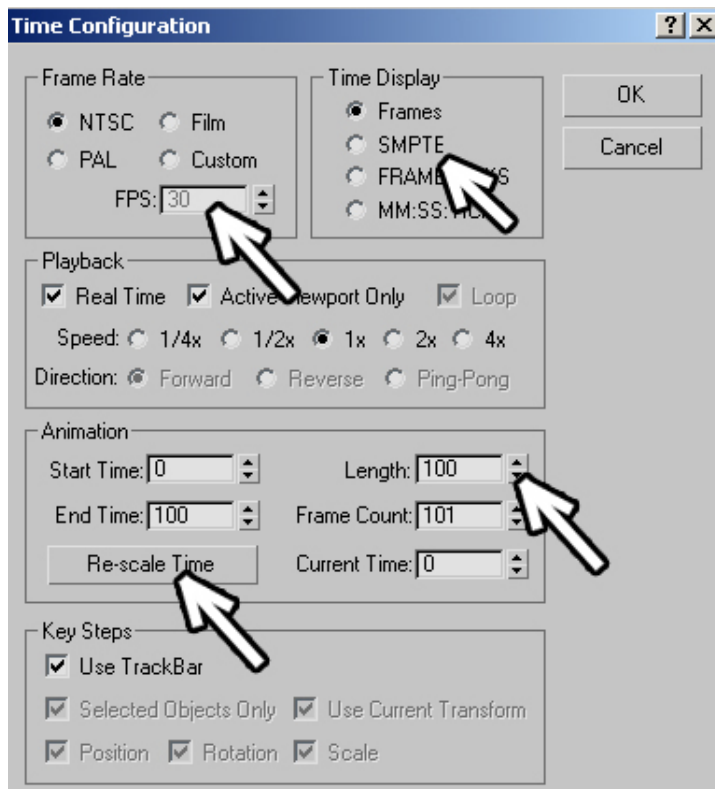 Time Configuration
Frame Rate
NTSC Film
PAL Custom
FPS: 30
Time Display
Frames
SMPTE
MM:SS:
OK
Cancel
Playback
Real Time Active Viewport Only Loop
Speed: 1/4x 1/2x 1x 2x 4x
Direction: Forward Reverse Ping-Pong
Animation
Start Time: 0 Length: 100
End Time: 100 Frame Count: 101
Re-scale Time Current Time: 0
Key Steps
Use TrackBar
Selected Objects Only Use Current Transform
Position Rotation Scale